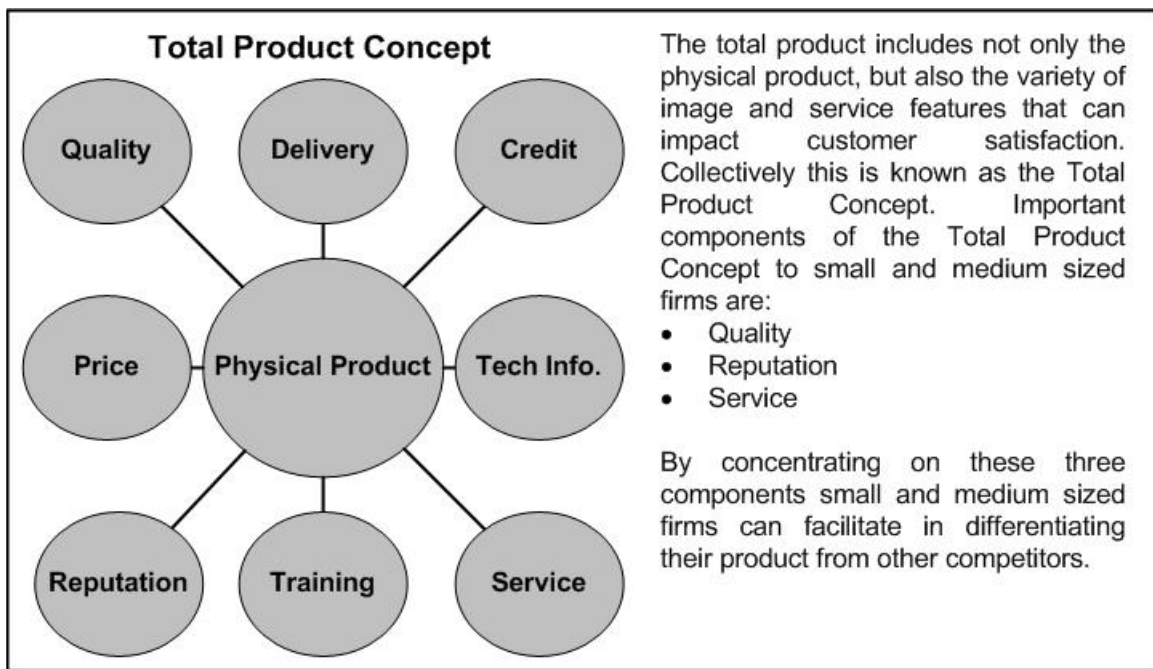 Total Product Concept
Quality
Delivery
Credit
Price
Physical Product
Tech Info.
Reputation
Training
Service
The total product includes not only the
physical product, but also the variety of
image and service features that can
impact customer satisfaction.
Collectively this is known as the Total
Product Concept. Important
components of the Total Product
Concept to small and medium sized
firms are:
• Quality
• Reputation
• Service
By concentrating on these three
components small and medium sized
firms can facilitate in differentiating
their product from other competitors.